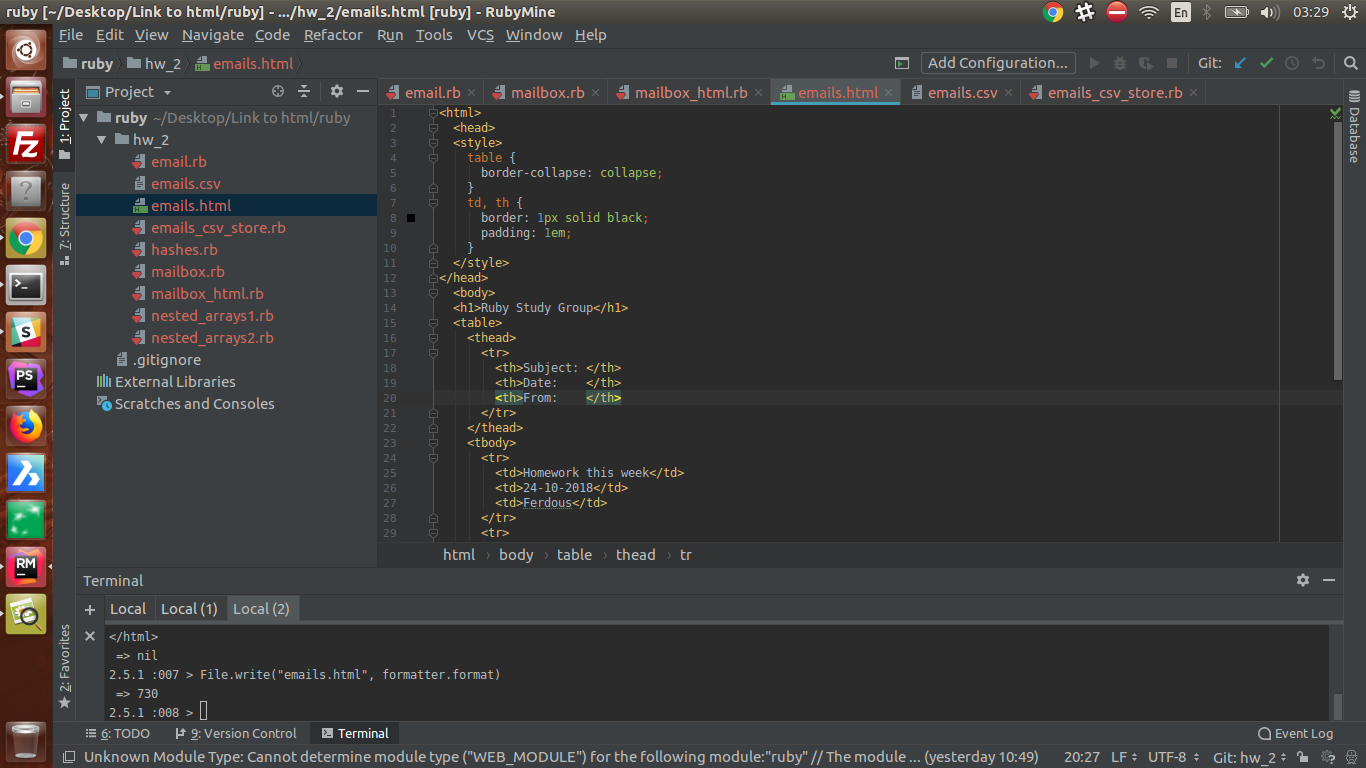 ruby [~/Desktop/Link to html/ruby] - .../hw_2/emails.html [ruby] - RubyMine
En
03:29
File Edit View Navigate Code Refactor Run Tools VCS Window Help
ruby hw_2 emails.html
Add Configuration...
Git:
1: Project
7: Structure
2: Favorites
Database
Project
email.rb mailbox.rb mailbox_html.rb emails.html emails.csv emails_csv_store.rb
ruby ~/Desktop/Link to html/ruby
hw_2
email.rb
emails.csv
emails.html
emails_csv_store.rb
hashes.rb
mailbox.rb
mailbox_html.rb
nested_arrays1.rb
nested_arrays2.rb
.gitignore
External Libraries
Scratches and Consoles
1 <html>
2 <head>
3 <style>
4 table {
5 border-collapse: collapse;
6 }
7 td, th {
8 border: 1px solid black;
9 padding: 1em;
10 }
11 </style>
12 </head>
13 <body>
14 <h1>Ruby Study Group</h1>
15 <table>
16 <thead>
17 <tr>
18 <th>Subject: </th>
19 <th>Date: </th>
20 <th>From: </th>
21 </tr>
22 </thead>
23 <tbody>
24 <tr>
25 <td>Homework this week</td>
26 <td>24-10-2018</td>
27 <td>Ferdous</td>
28 </tr>
29 <tr>
html › body › table › thead › tr
Terminal
Local Local (1) Local (2)
</html>
=> nil
2.5.1 :007 > File.write("emails.html", formatter.format)
=> 730
2.5.1 :008 >
6: TODO 9: Version Control Terminal Event Log
Unknown Module Type: Cannot determine module type ("WEB_MODULE") for the following module:"ruby" // The module ... (yesterday 10:49) 20:27 LF UTF-8 Git: hw_2
Fz
?
>_
S
PS
RM